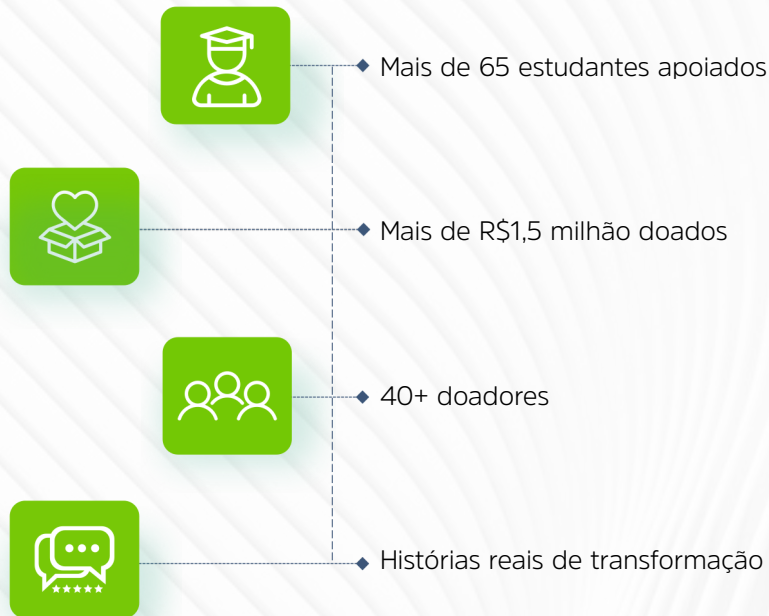 Mais de 65 estudantes apoiados
Mais de R$1,5 milhão doados
40+ doadores
Histórias reais de transformação